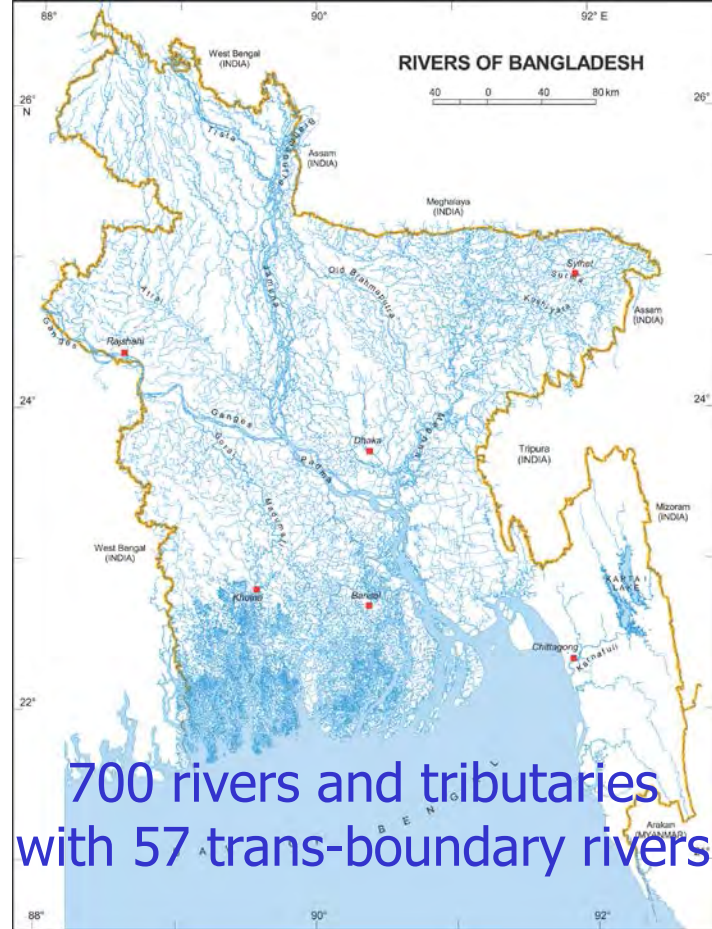 88°
90°
92° E
West Bengal
(INDIA)
RIVERS OF BANGLADESH
40 0 40 80 km
26°
N
26°
Tista
Brahmaputra
Assam
(INDIA)
Meghalaya
(INDIA)
Jamuna
Old Brahmaputra
Sylhet
Surma
Kushiyara
Atrai
Assam
(INDIA)
Ganges
Rajshahi
24°
24°
Ganges
Gorai
Padma
Dhaka
Meghna
Tripura
(INDIA)
Madumati
Mizoram
(INDIA)
West Bengal
(INDIA)
KAPTAI
LAKE
Khulna
Barisal
Chittagong
Karnafuli
22°
700 rivers and tributaries
with 57 trans-boundary rivers
BENGAL
Arakan
(MYANMAR)
88°
90°
92°